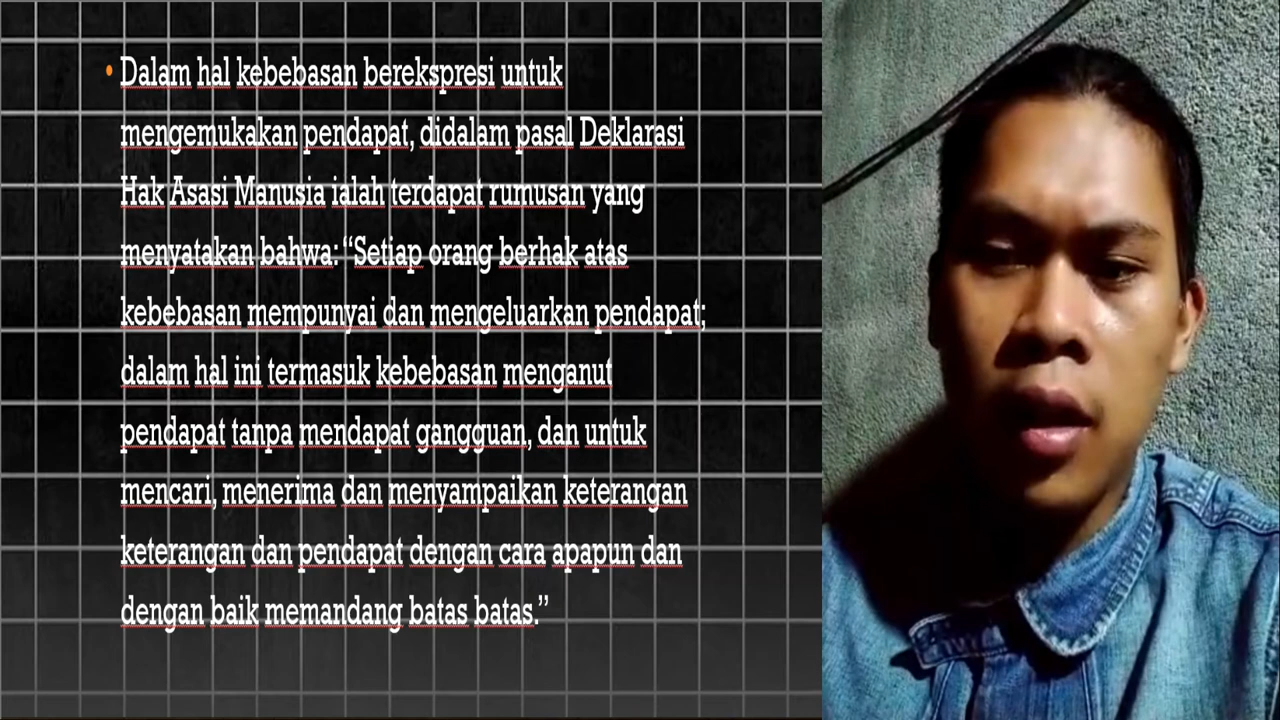 • Dalam hal kebebasan berekspresi untuk
mengemukakan pendapat, didalam pasal Deklarasi
Hak Asasi Manusia ialah terdapat rumusan yang
menyatakan bahwa: “Setiap orang berhak atas
kebebasan mempunyai dan mengeluarkan pendapat;
dalam hal ini termasuk kebebasan menganut
pendapat tanpa mendapat gangguan, dan untuk
mencari, menerima dan menyampaikan keterangan
keterangan dan pendapat dengan cara apapun dan
dengan baik memandang batas batas.”